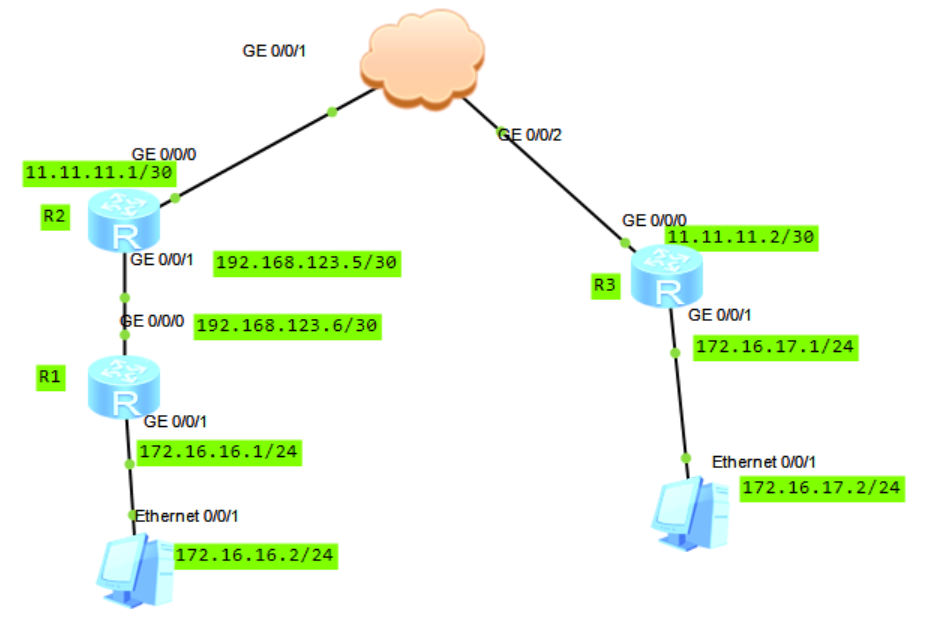 GE 0/0/1
GE 0/0/2
GE 0/0/0
11.11.11.1/30
R2
R
GE 0/0/1
192.168.123.5/30
GE 0/0/0
11.11.11.2/30
R3
R
GE 0/0/1
172.16.17.1/24
GE 0/0/0
192.168.123.6/30
R1
R
GE 0/0/1
172.16.16.1/24
Ethernet 0/0/1
172.16.17.2/24
Ethernet 0/0/1
172.16.16.2/24